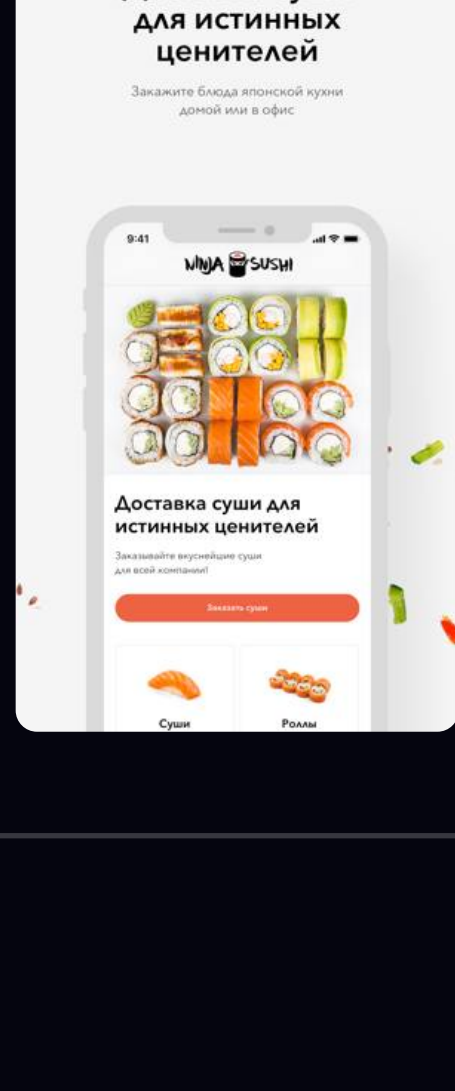 для истинных
ценителей
Закажите блюда японской кухни
домой или в офис
9:41
NINJA SUSHI
Доставка суши для
истинных ценителей
Заказывайте вкуснейшие суши
для всей компании!
Заказать суши
Суши
Роллы